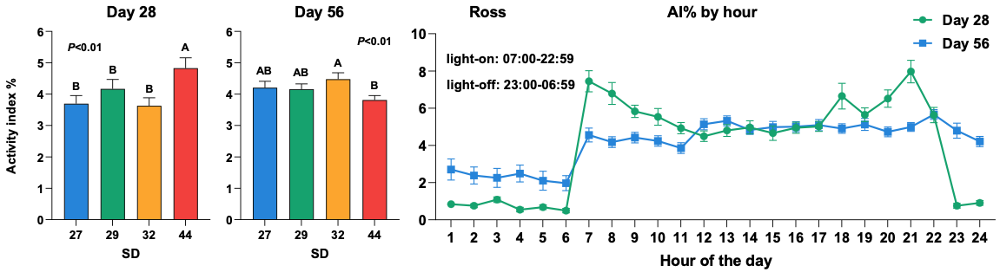 Day 28
Activity index %
6
5
4
3
2
1
0
P<0.01
B
B
B
A
27
29
32
44
SD
Day 56
6
5
4
3
2
1
0
P<0.01
AB
AB
A
B
27
29
32
44
SD
Ross
AI% by hour
Day 28
Day 56
light-on: 07:00-22:59
light-off: 23:00-06:59
10
8
6
4
2
0
1 2 3 4 5 6 7 8 9 10 11 12 13 14 15 16 17 18 19 20 21 22 23 24
Hour of the day